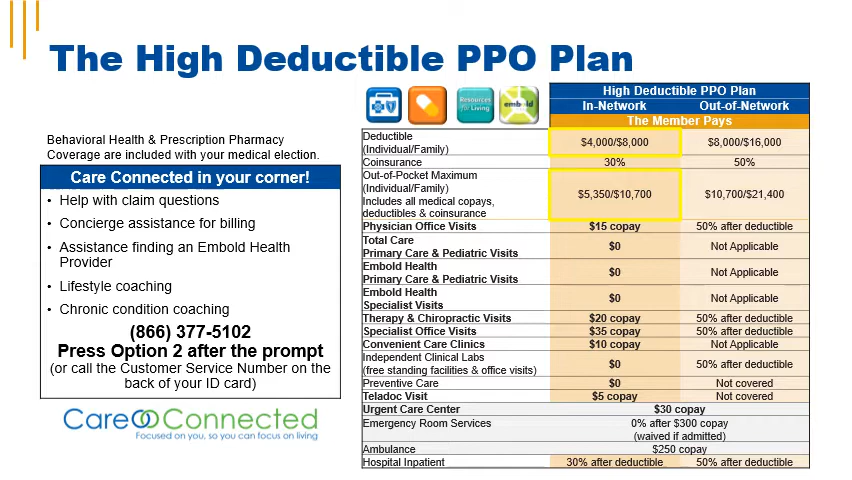 The High Deductible PPO Plan
Behavioral Health & Prescription Pharmacy
Coverage are included with your medical election.
Care Connected in your corner!
• Help with claim questions
• Concierge assistance for billing
• Assistance finding an Embold Health
Provider
• Lifestyle coaching
• Chronic condition coaching
(866) 377-5102
Press Option 2 after the prompt
(or call the Customer Service Number on the
back of your ID card)
Care Connected
Focused on you, so you can focus on living
Resources
for Living
embold
High Deductible PPO Plan
In-Network Out-of-Network
The Member Pays
Deductible
(Individual/Family) $4,000/$8,000 $8,000/$16,000
Coinsurance 30% 50%
Out-of-Pocket Maximum
(Individual/Family)
Includes all medical copays,
deductibles & coinsurance $5,350/$10,700 $10,700/$21,400
Physician Office Visits $15 copay 50% after deductible
Total Care
Primary Care & Pediatric Visits $0 Not Applicable
Embold Health
Primary Care & Pediatric Visits $0 Not Applicable
Embold Health
Specialist Visits $0 Not Applicable
Therapy & Chiropractic Visits $20 copay 50% after deductible
Specialist Office Visits $35 copay 50% after deductible
Convenient Care Clinics $10 copay Not Applicable
Independent Clinical Labs
(free standing facilities & office visits) $0 50% after deductible
Preventive Care $0 Not covered
Teladoc Visit $5 copay Not covered
Urgent Care Center $30 copay
Emergency Room Services 0% after $300 copay
(waived if admitted)
Ambulance $250 copay
Hospital Inpatient 30% after deductible 50% after deductible